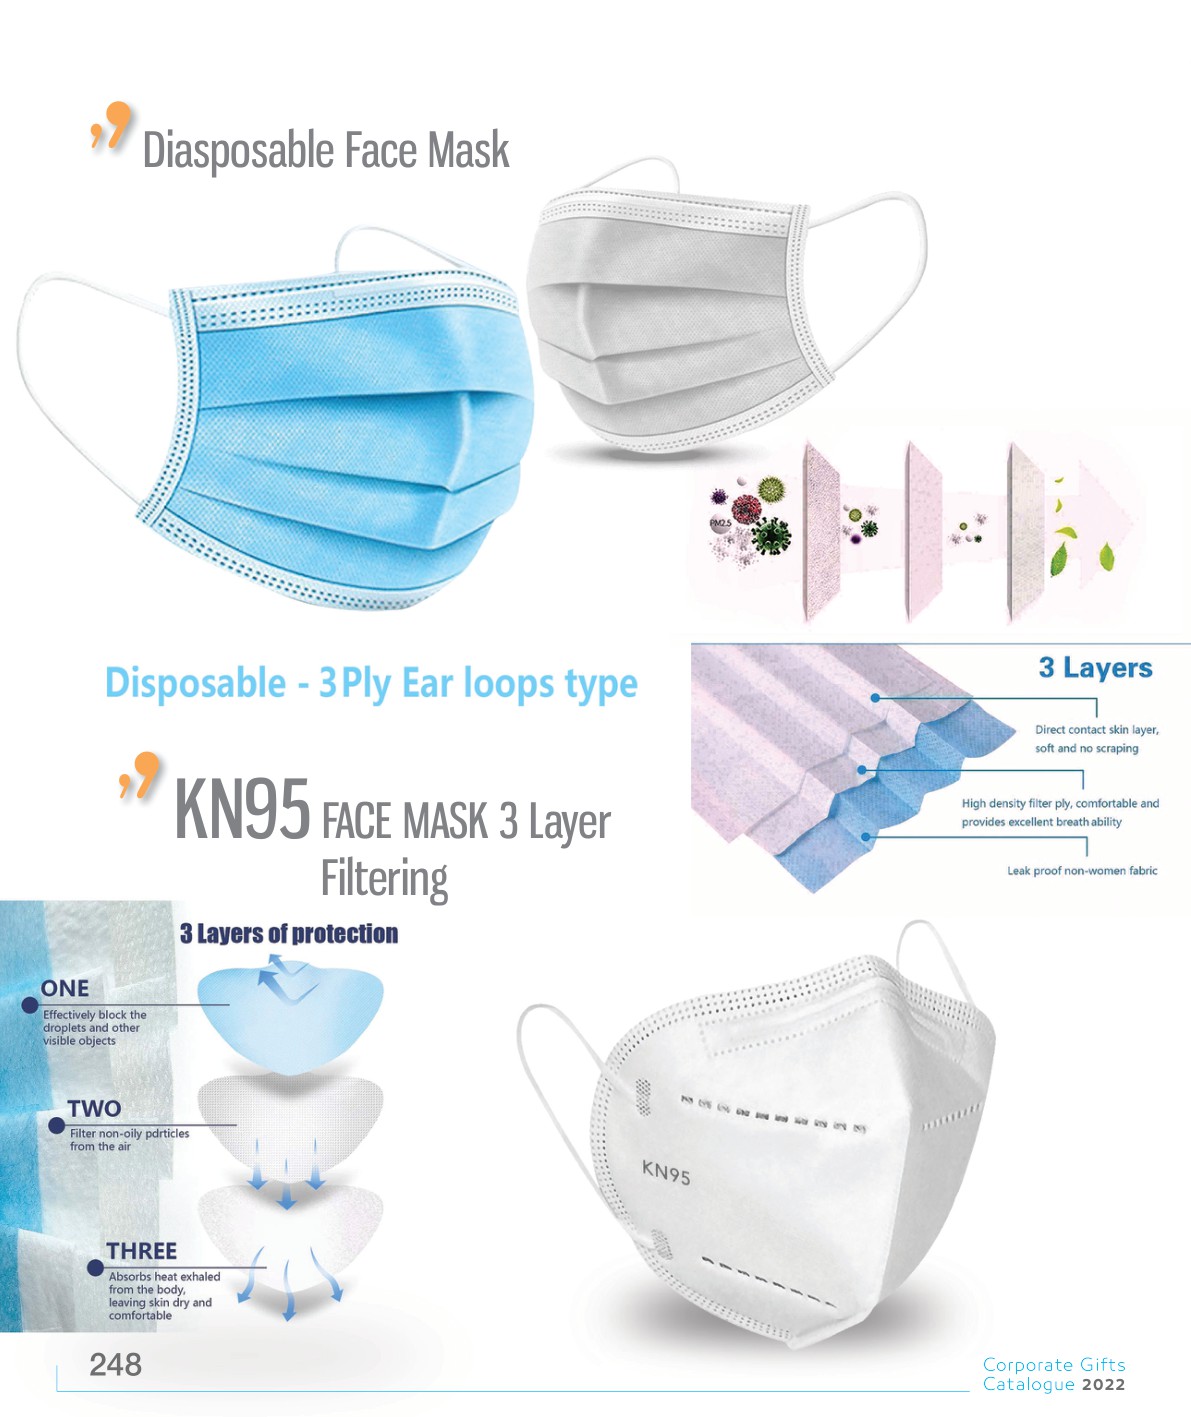 Diasposable Face Mask
PM2.5
Disposable - 3Ply Ear loops type
3 Layers
Direct contact skin layer,
soft and no scraping
High density filter ply, comfortable and
provides excellent breath ability
Leak proof non-women fabric
KN95 FACE MASK 3 Layer
Filtering
3 Layers of protection
ONE
Effectively block the
droplets and other
visible objects
TWO
Filter non-oily pdrticles
from the air
THREE
Absorbs heat exhaled
from the body,
leaving skin dry and
comfortable
KN95
248
Corporate Gifts
Catalogue 2022